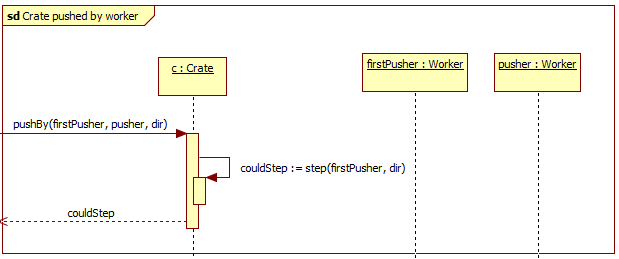 sd Crate pushed by worker
c : Crate
firstPusher : Worker
pusher : Worker
pushBy(firstPusher, pusher, dir)
couldStep := step(firstPusher, dir)
couldStep